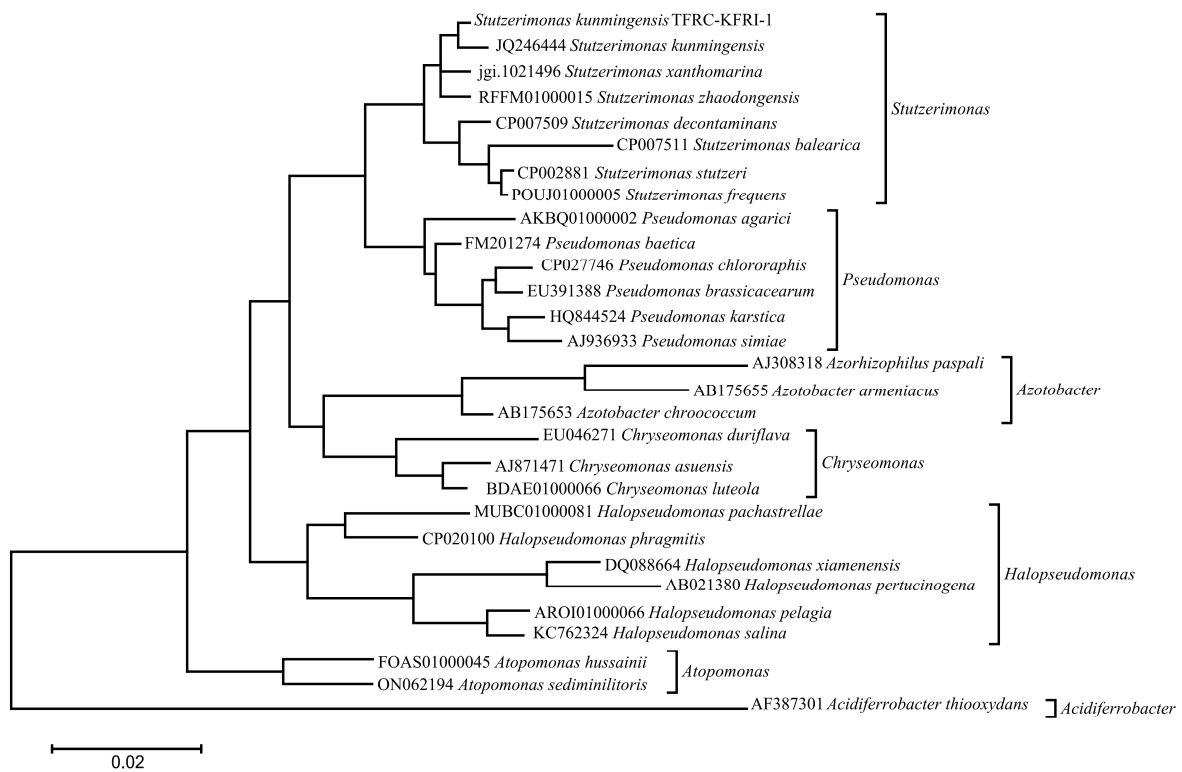 Stutzerimonas kunmingensis TFRC-KFRI-1
JQ246444 Stutzerimonas kunmingensis
jgi.1021496 Stutzerimonas xanthomarina
RFFM01000015 Stutzerimonas zhaodongensis
Stutzerimonas
CP007509 Stutzerimonas decontaminans
CP007511 Stutzerimonas balearica
CP002881 Stutzerimonas stutzeri
POUJ01000005 Stutzerimonas frequens
AKBQ01000002 Pseudomonas agarici
FM201274 Pseudomonas baetica
CP027746 Pseudomonas chlororaphis
Pseudomonas
EU391388 Pseudomonas brassicacearum
HQ844524 Pseudomonas karstica
AJ936933 Pseudomonas simiae
AJ308318 Azorhizophilus paspali
AB175655 Azotobacter armeniacus
Azotobacter
AB175653 Azotobacter chroococcum
EU046271 Chryseomonas duriflava
Chryseomonas
AJ871471 Chryseomonas asuensis
BDAE01000066 Chryseomonas luteola
MUBC01000081 Halopseudomonas pachastrellae
CP020100 Halopseudomonas phragmitis
DQ088664 Halopseudomonas xiamenensis
Halopseudomonas
AB021380 Halopseudomonas pertucinogena
AROI01000066 Halopseudomonas pelagia
KC762324 Halopseudomonas salina
FOAS01000045 Atopomonas hussainii
Atopomonas
ON062194 Atopomonas sediminilitoris
AF387301 Acidiferrobacter thiooxydans
Acidiferrobacter
0.02